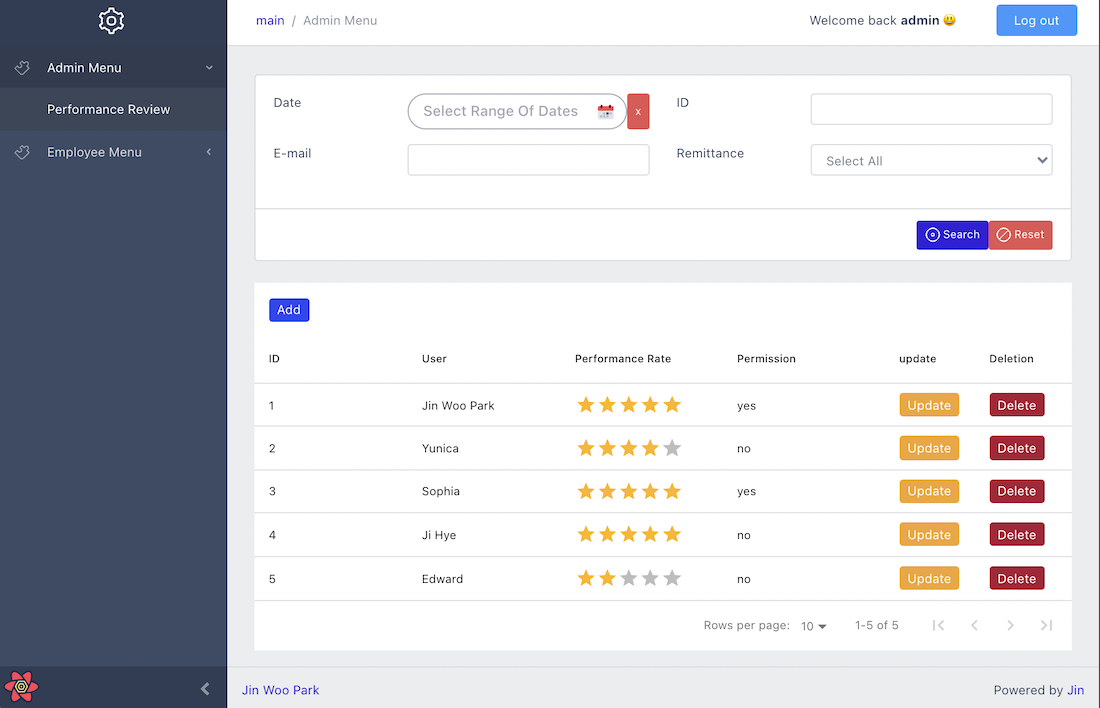 main / Admin Menu
Welcome back admin
Log out
Admin Menu
Performance Review
Employee Menu
Date
Select Range Of Dates
x
ID
E-mail
Remittance
Select All
Search
Reset
Add
ID User Performance Rate Permission update Deletion
1 Jin Woo Park yes Update Delete
2 Yunica no Update Delete
3 Sophia yes Update Delete
4 Ji Hye no Update Delete
5 Edward no Update Delete
Rows per page: 10 1-5 of 5
Jin Woo Park
Powered by Jin